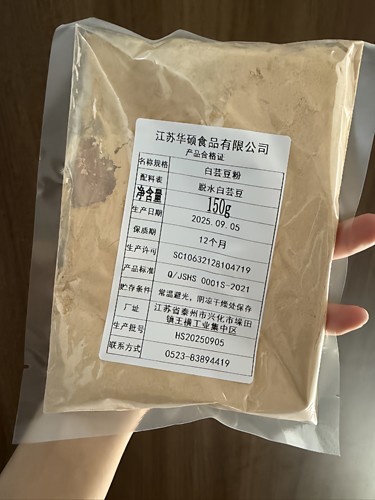 江苏华硕食品有限公司
产品合格证
名称规格 白芸豆粉
配料表 脱水白芸豆
净含量 150g
生产日期 2025.09.05
保质期 12个月
生产许可 SC10632128104719
产品标准 Q/JSHS 0001S-2021
贮存条件 常温避光，阴凉干燥处保存
厂址 江苏省泰州市兴化市垛田
镇王横工业集中区
生产批号 HS20250905
联系方式 0523-83894419